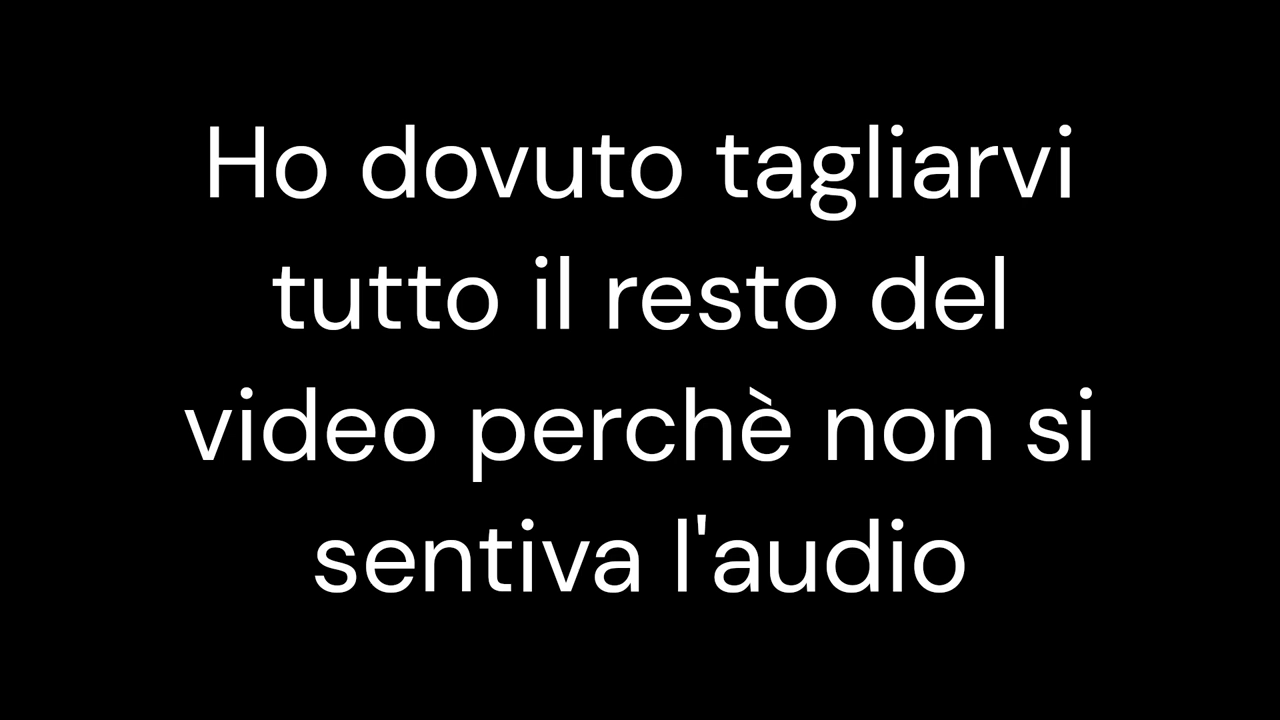 Ho dovuto tagliarvi
tutto il resto del
video perchè non si
sentiva l'audio